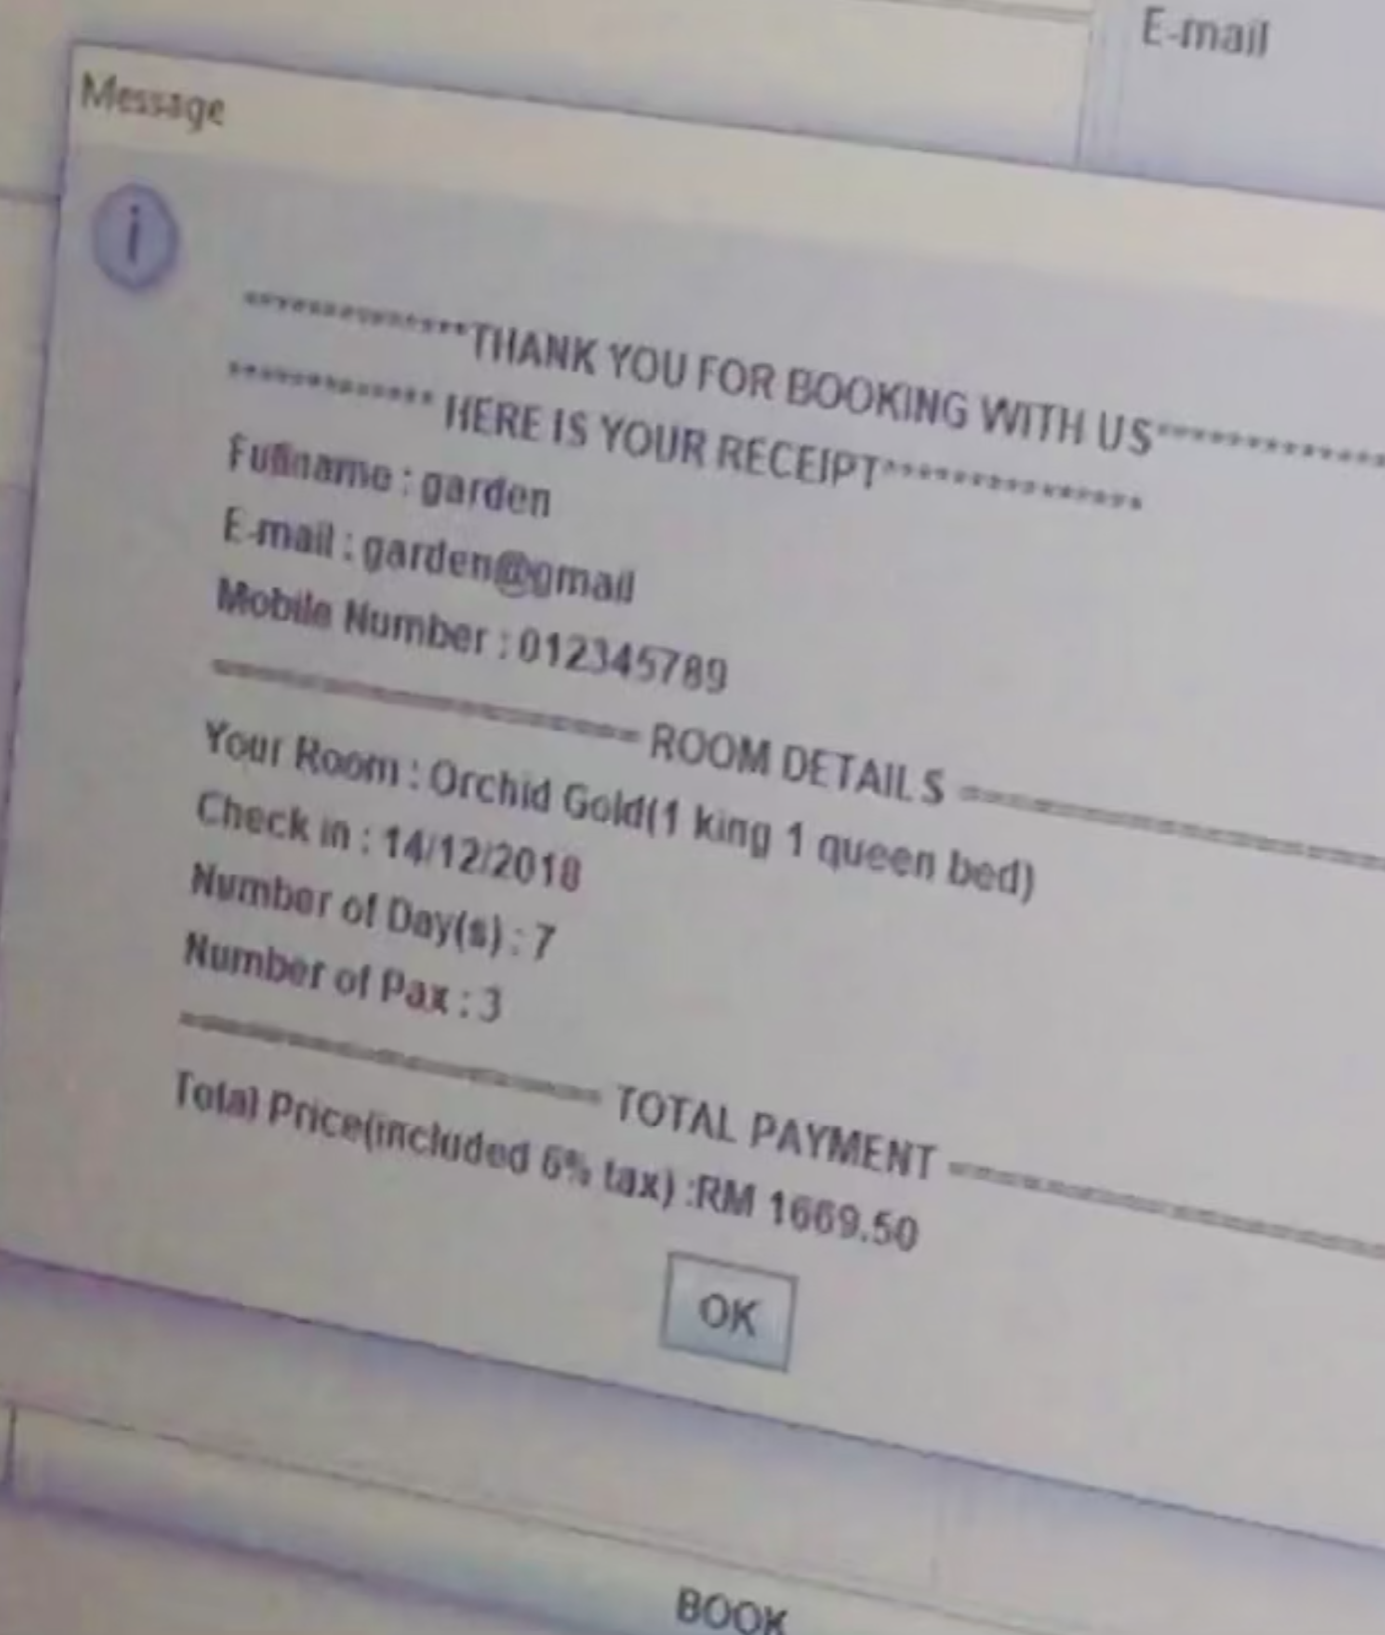 E-mail
Message
i
**************THANK YOU FOR BOOKING WITH US**************
************* HERE IS YOUR RECEIPT****************
Fullname : garden
E-mail : garden@gmail
Mobile Number : 012345789
==================== ROOM DETAILS ====================
Your Room : Orchid Gold(1 king 1 queen bed)
Check in : 14/12/2018
Number of Day(s) : 7
Number of Pax : 3
==================== TOTAL PAYMENT ====================
Total Price(included 6% tax) :RM 1669.50
OK
BOOK